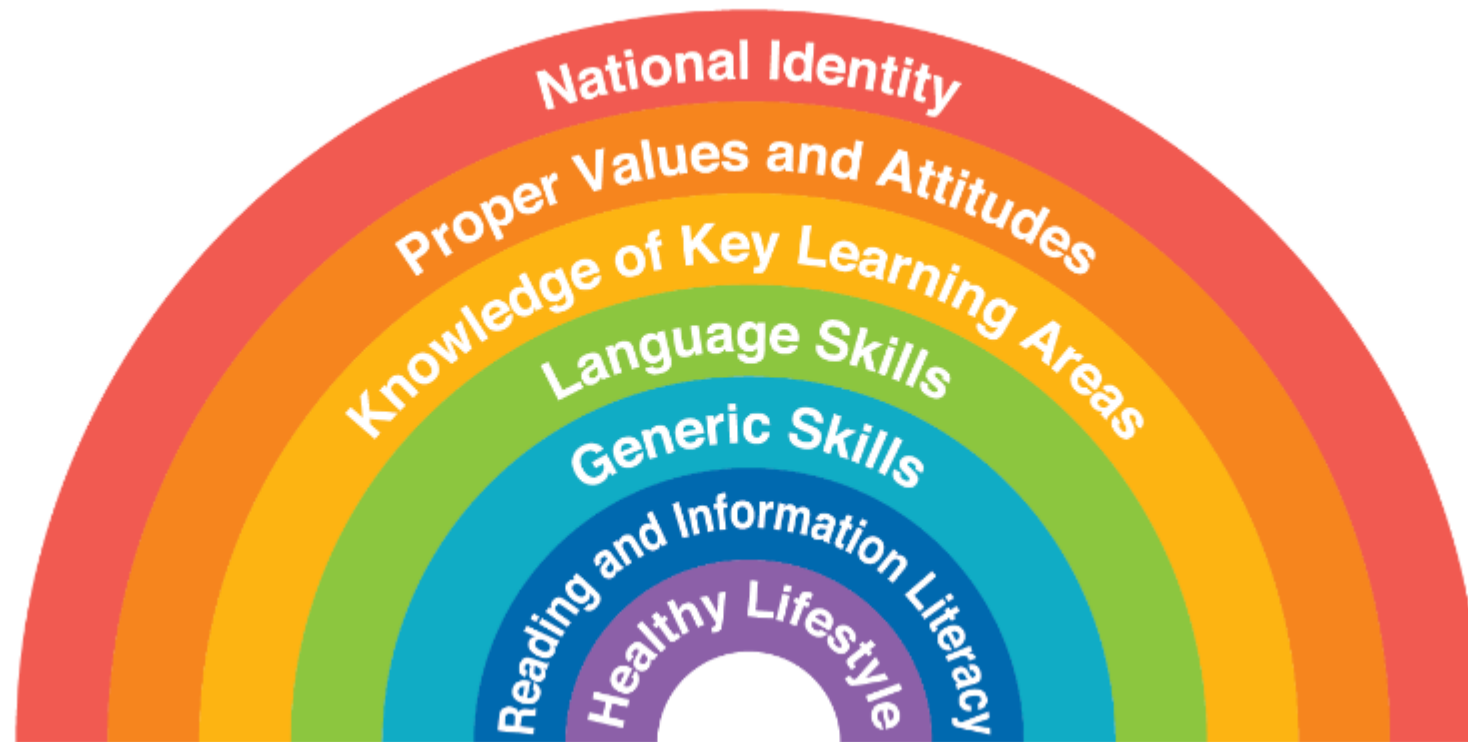 National Identity
Proper Values and Attitudes
Knowledge of Key Learning Areas
Language Skills
Generic Skills
Reading and Information Literacy
Healthy Lifestyle